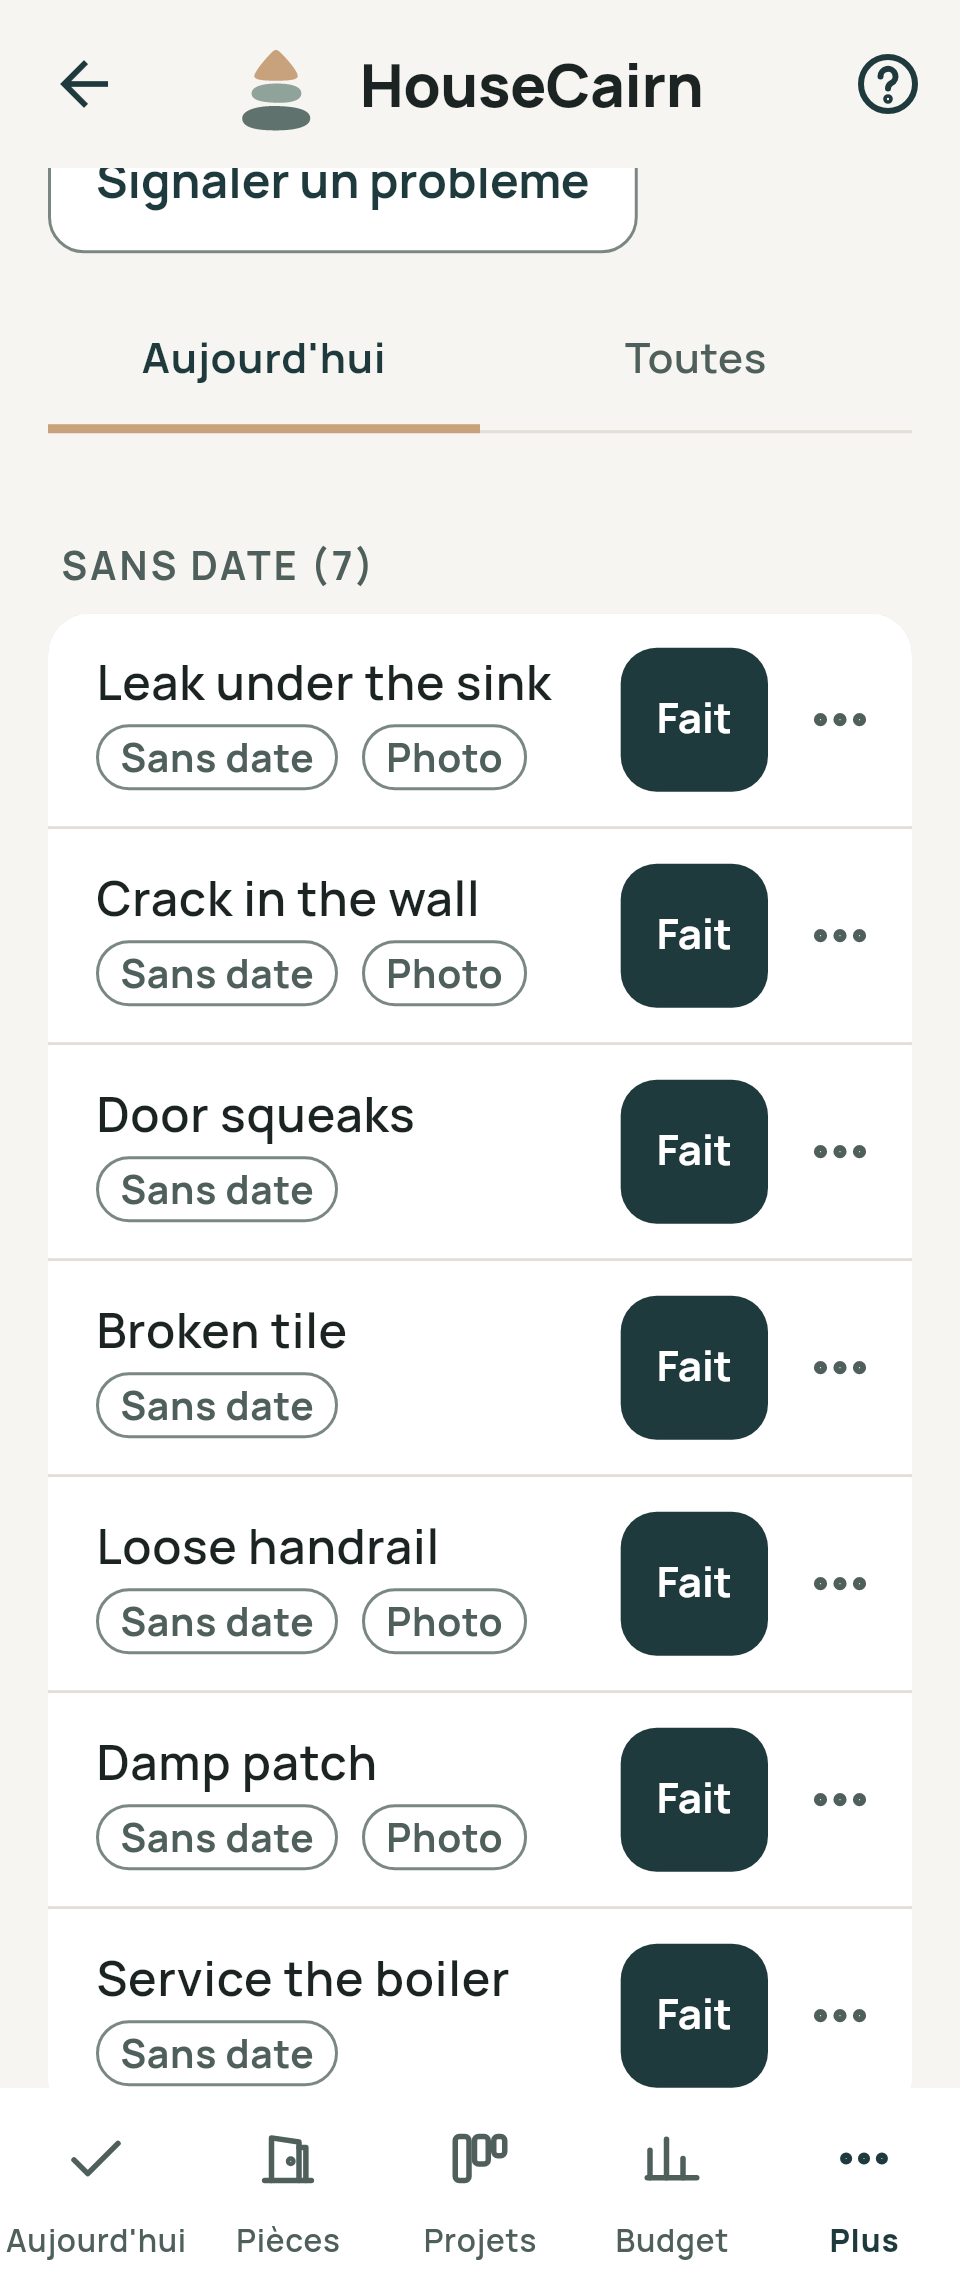 HouseCairn
Signaler un problème
Aujourd'hui
Toutes
SANS DATE (7)
Leak under the sink
Sans date
Photo
Fait
Crack in the wall
Sans date
Photo
Fait
Door squeaks
Sans date
Fait
Broken tile
Sans date
Fait
Loose handrail
Sans date
Photo
Fait
Damp patch
Sans date
Photo
Fait
Service the boiler
Sans date
Fait
Aujourd'hui
Pièces
Projets
Budget
Plus